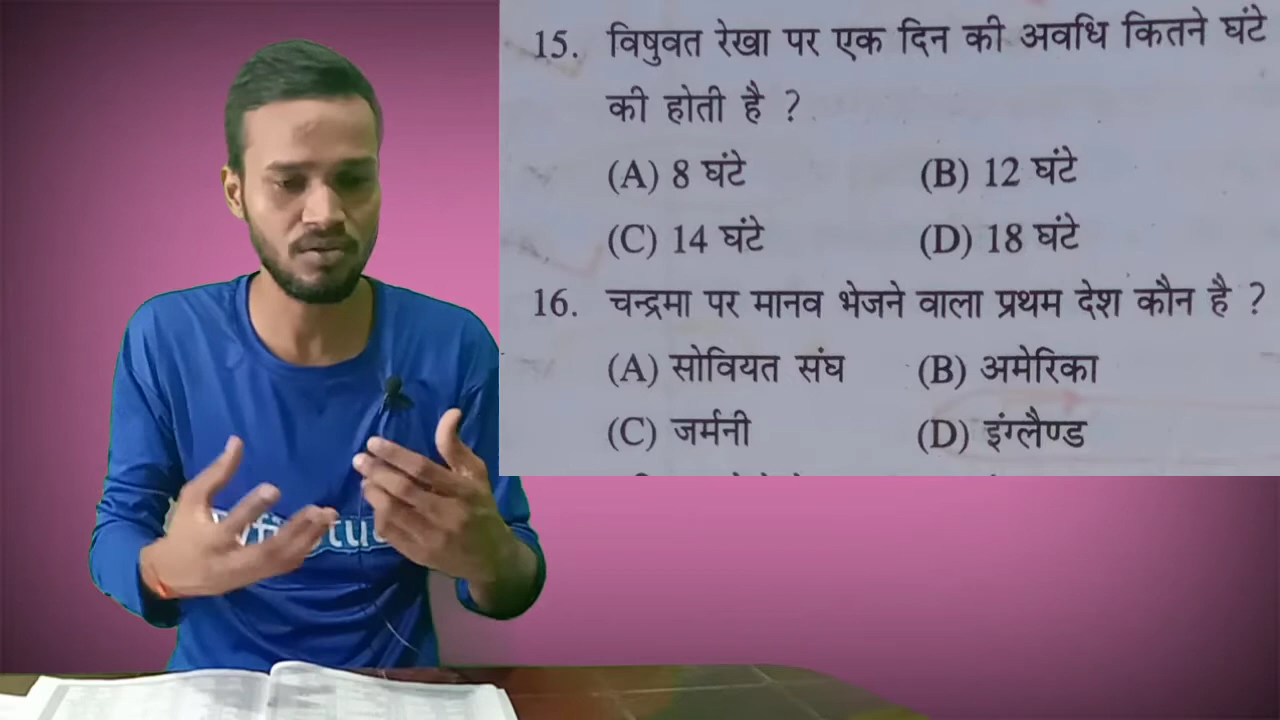 15. विषुवत रेखा पर एक दिन की अवधि कितने घंटे
की होती है ?
(A) 8 घंटे (B) 12 घंटे
(C) 14 घंटे (D) 18 घंटे
16. चन्द्रमा पर मानव भेजने वाला प्रथम देश कौन है ?
(A) सोवियत संघ (B) अमेरिका
(C) जर्मनी (D) इंग्लैण्ड